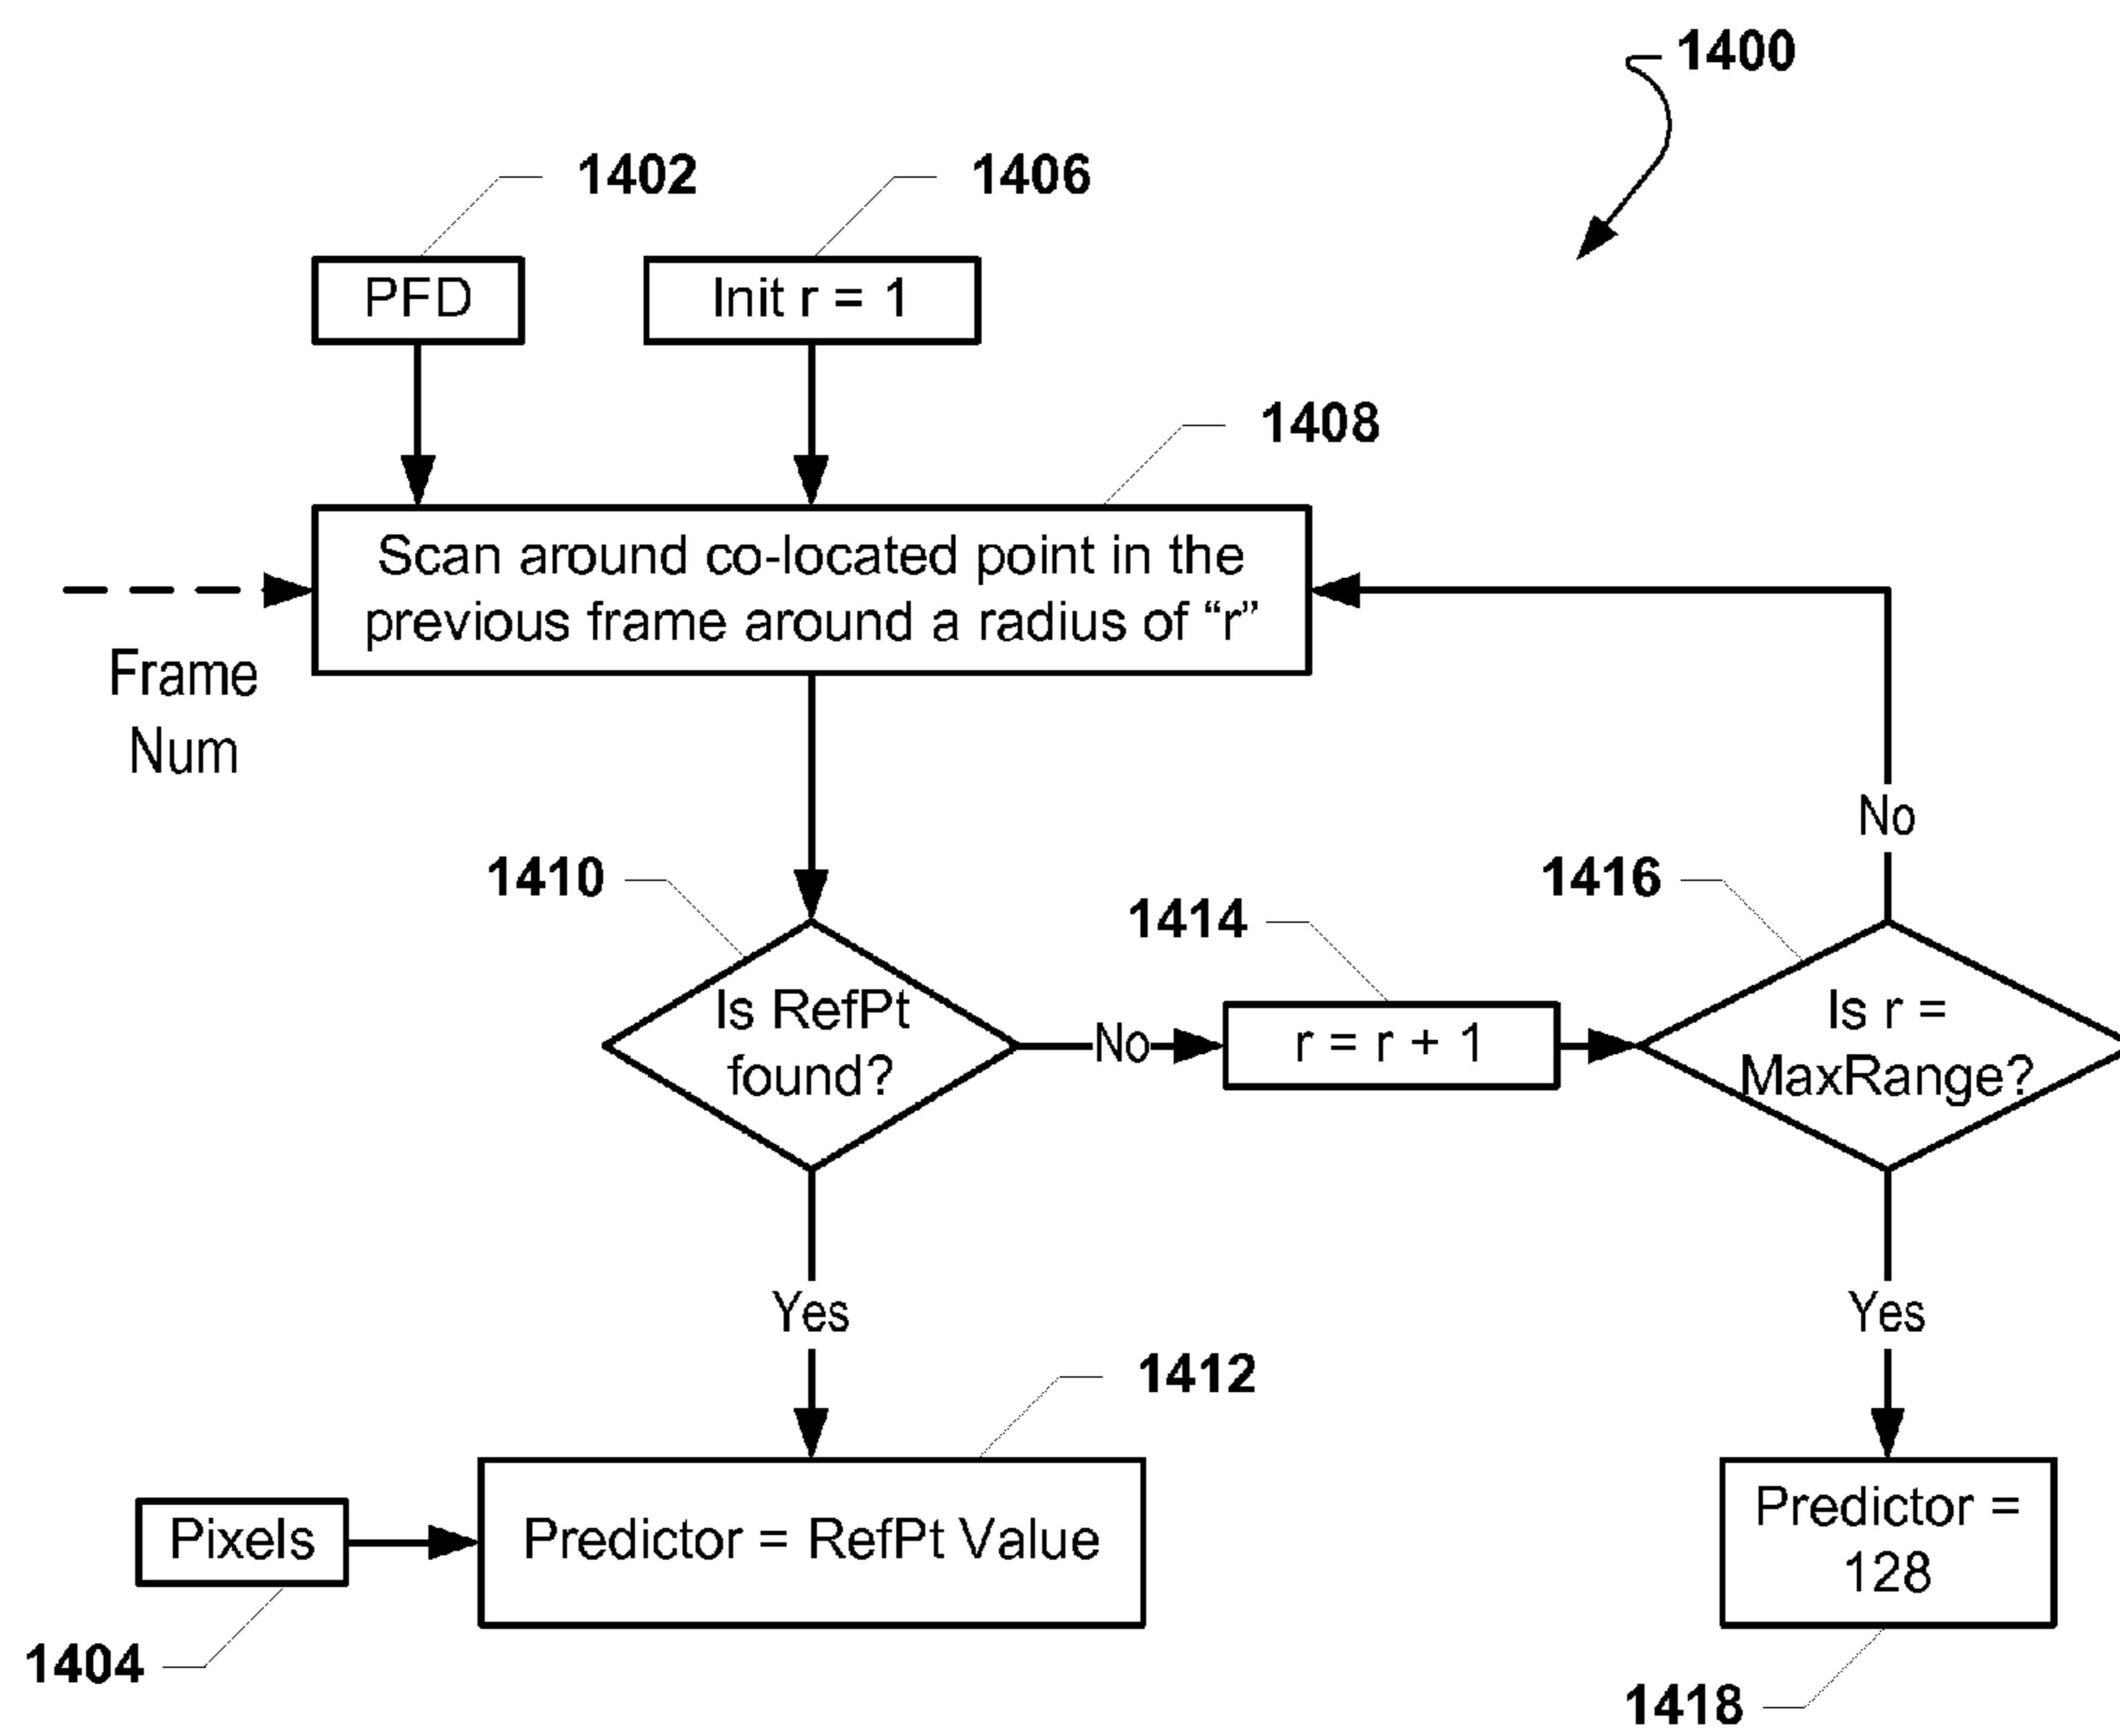 1400
1402
1406
PFD
Init r = 1
1408
Scan around co-located point in the
previous frame around a radius of “r”
Frame
Num
No
1410
1416
1414
Is RefPt
found?
No
r = r + 1
Is r =
MaxRange?
Yes
Yes
1412
Pixels
Predictor = RefPt Value
Predictor =
128
1404
1418